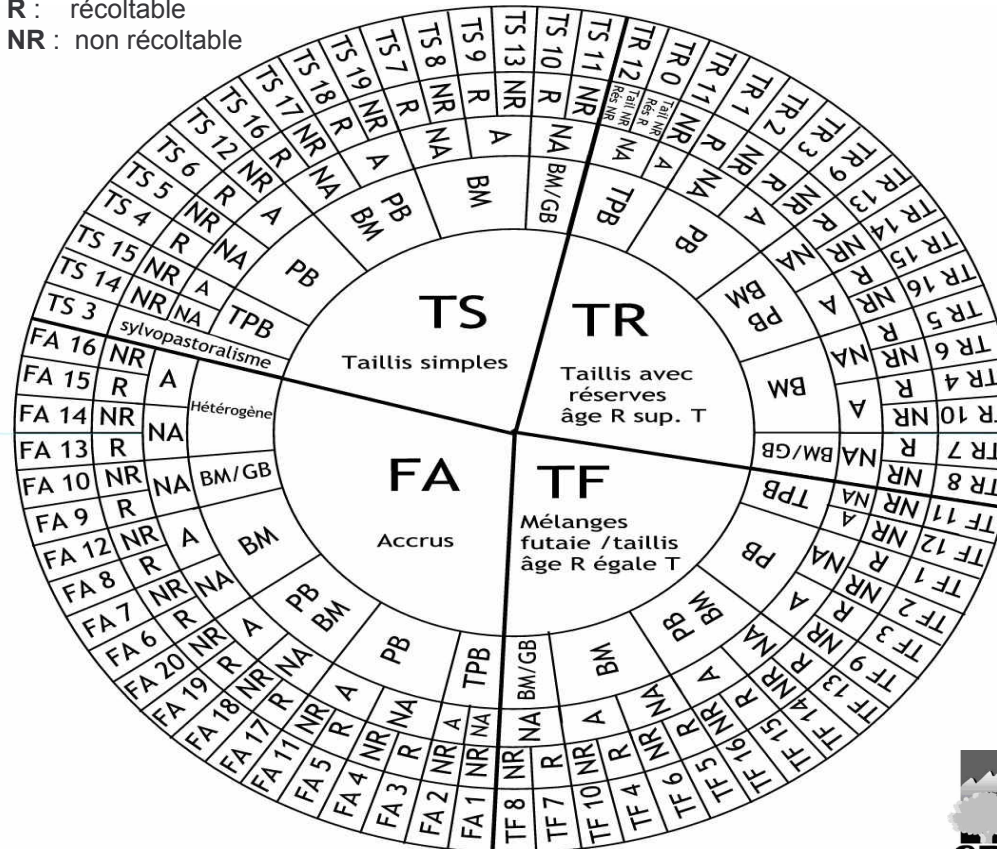 R : récoltable
NR : non récoltable
TS
Taillis simples
TR
Taillis avec
réserves
âge R sup. T
FA
Accrus
TF
Mélanges
futaie /taillis
âge R égale T
TS 3
TS 14
TS 15
TS 4
TS 5
TS 6
TS 12
TS 16
TS 17
TS 18
TS 19
TS 7
TS 8
TS 9
TS 13
TS 10
TS 11
sylvopastoralisme
NR
NR
R
NR
R
NR
R
NR
R
NR
R
NR
R
NR
R
NR
NA
A
NA
A
NA
A
NA
A
NA
TPB
PB
PB
BM
BM
BM/GB
TR 12
TR 0
TR 11
TR 1
TR 2
TR 3
TR 9
TR 13
TR 14
TR 15
TR 16
TR 5
TR 6
TR 4
TR 10
TR 7
TR 8
Tail NR
Rés NR
Tail NR
Rés R
NR
R
NR
R
NR
R
NR
R
NR
R
NR
R
NR
R
NR
NA
A
NA
A
NA
A
NA
A
NA
TPB
PB
PB
BM
BM
BM/GB
TF 11
TF 12
TF 1
TF 2
TF 3
TF 9
TF 13
TF 14
TF 15
TF 16
TF 5
TF 6
TF 4
TF 10
TF 7
TF 8
NR
NR
R
NR
R
NR
R
NR
R
NR
R
NR
R
NR
R
NR
NA
A
NA
A
NA
A
NA
A
NA
TPB
PB
PB
BM
BM
BM/GB
FA 1
FA 2
FA 3
FA 4
FA 5
FA 11
FA 17
FA 18
FA 19
FA 20
FA 6
FA 7
FA 8
FA 12
FA 9
FA 10
FA 13
FA 14
FA 15
FA 16
NR
NR
R
NR
R
NR
R
NR
R
NR
R
NR
R
NR
R
NR
R
NR
R
NR
NA
A
NA
A
NA
A
NA
A
NA
NA
A
TPB
PB
PB
BM
BM
BM/GB
Hétérogène